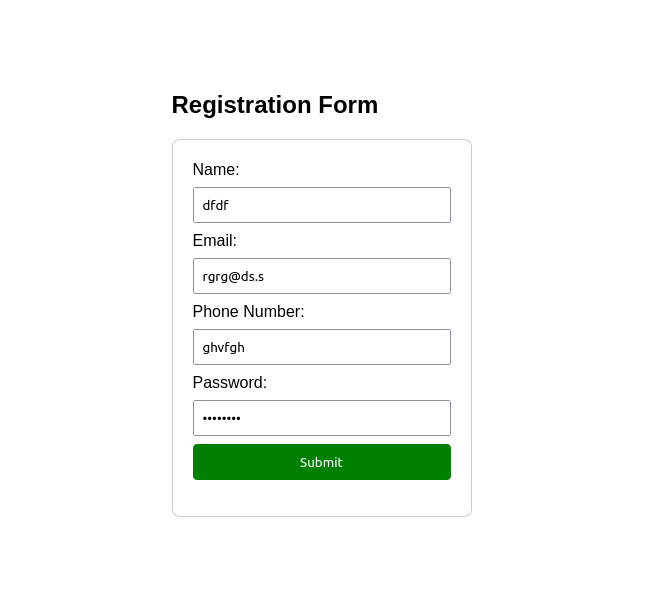 Registration Form
Name:
dfdf
Email:
rgrg@ds.s
Phone Number:
ghvfgh
Password:
••••••••
Submit